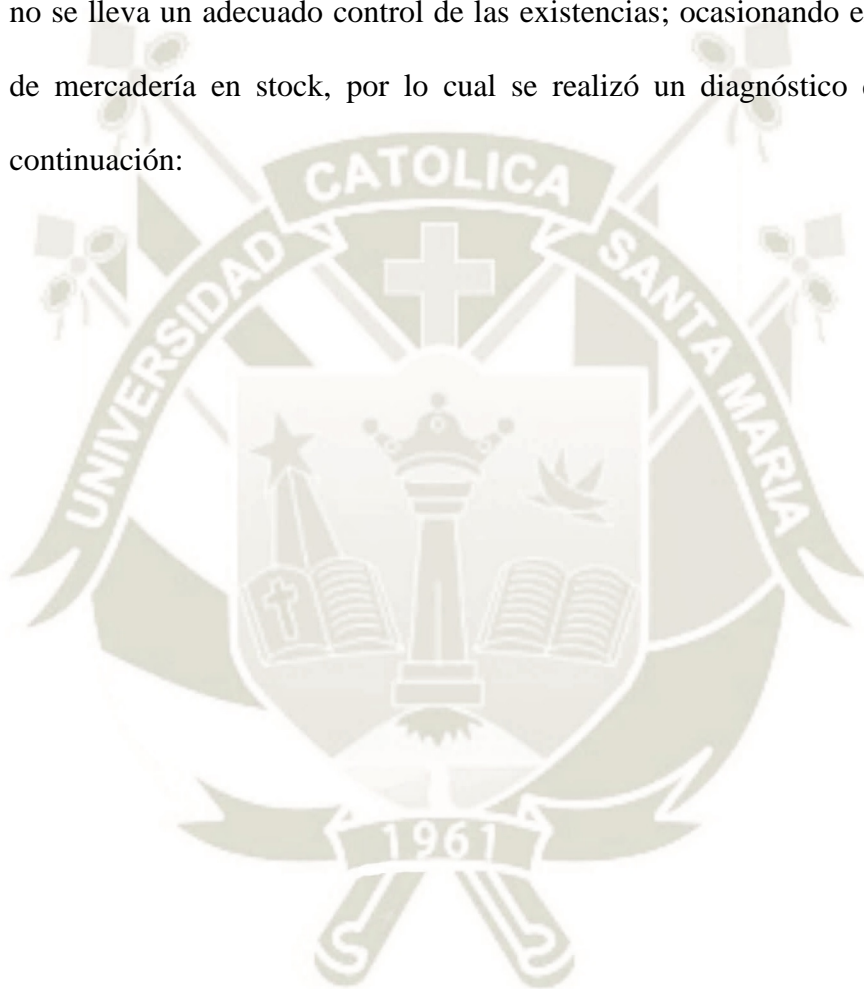 no se lleva un adecuado control de las existencias; ocasionando e
de mercadería en stock, por lo cual se realizó un diagnóstico
continuación:
UNIVERSIDAD CATOLICA SANTA MARIA
1961